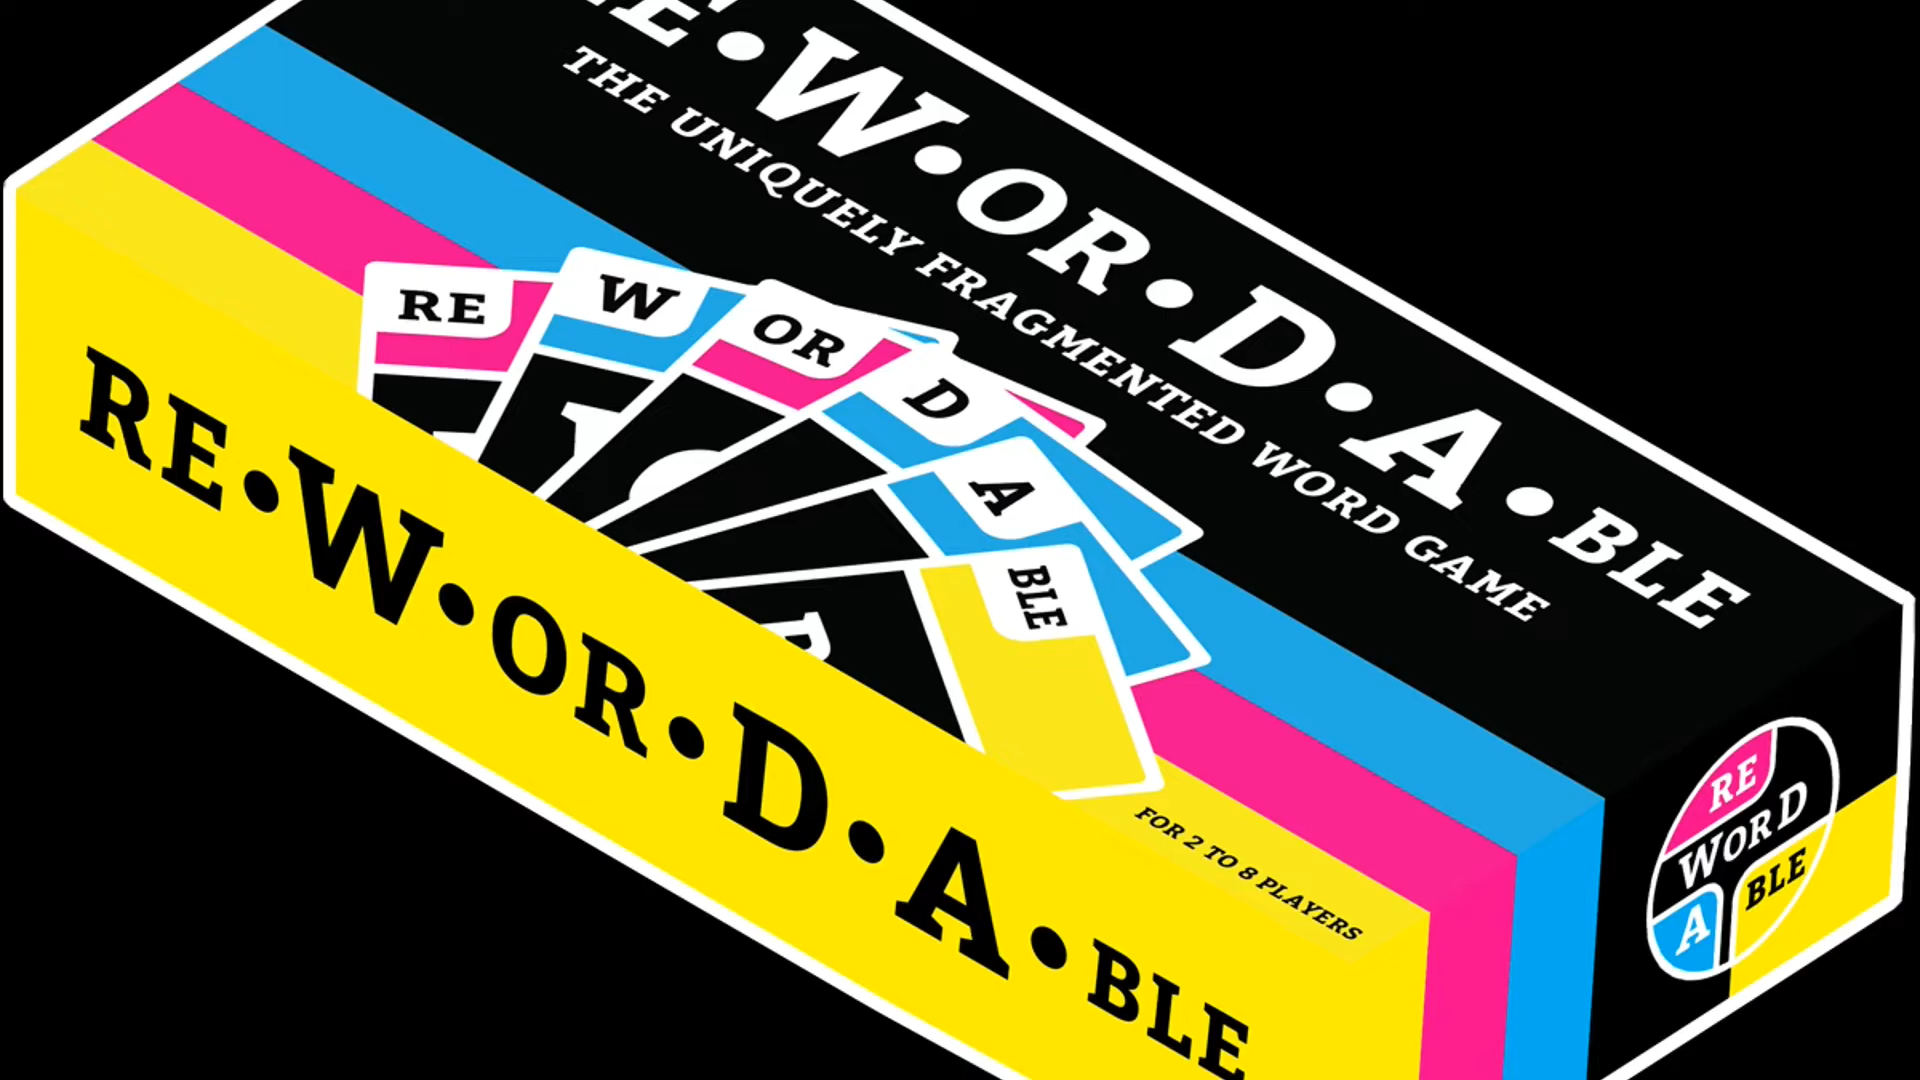 E•W•OR•D•A•BLE
THE UNIQUELY FRAGMENTED WORD GAME
RE
W
OR
D
A
BLE
RE•W•OR•D•A•BLE
FOR 2 TO 8 PLAYERS
RE
WORD
A BLE